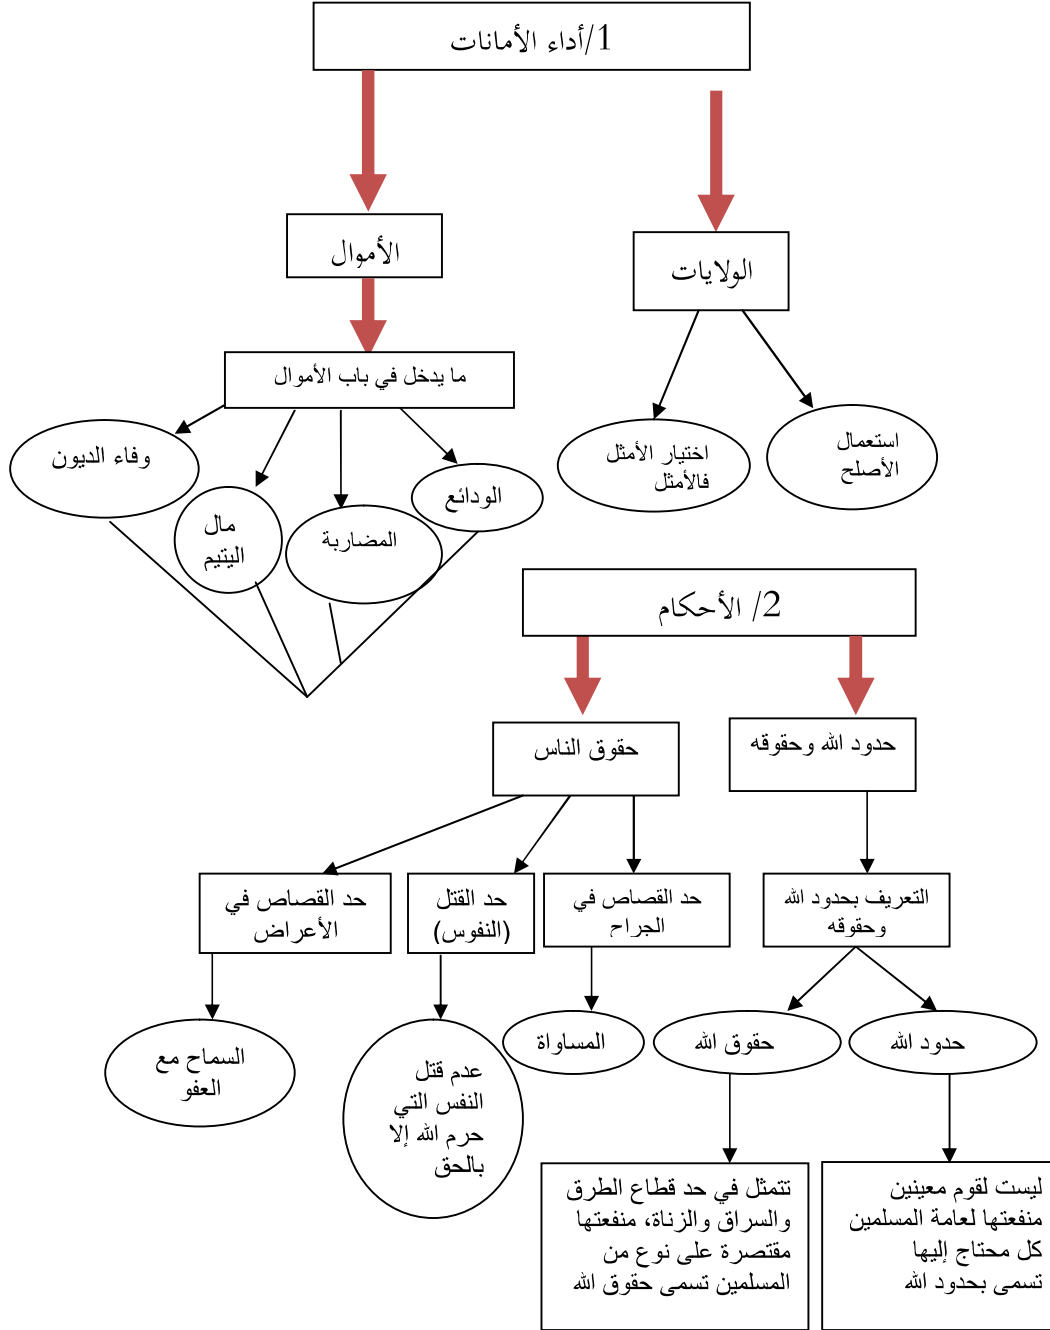 1/أداء الأمانات
الولايات
الأموال
ما يدخل في باب الأموال
استعمال
الأصلح
اختيار الأمثل
فالأمثل
الودائع
المضاربة
مال
اليتيم
وفاء الديون
2/ الأحكام
حدود الله وحقوقه
حقوق الناس
التعريف بحدود الله
وحقوقه
حد القصاص في
الجراح
حد القتل
(النفوس)
حد القصاص في
الأعراض
حدود الله
حقوق الله
المساواة
عدم قتل
النفس التي
حرم الله إلا
بالحق
السماح مع
العفو
ليست لقوم معينين
منفعتها لعامة المسلمين
كل محتاج إليها
تسمى بحدود الله
تتمثل في حد قطاع الطرق
والسراق والزناة، منفعتها
مقتصرة على نوع من
المسلمين تسمى حقوق الله